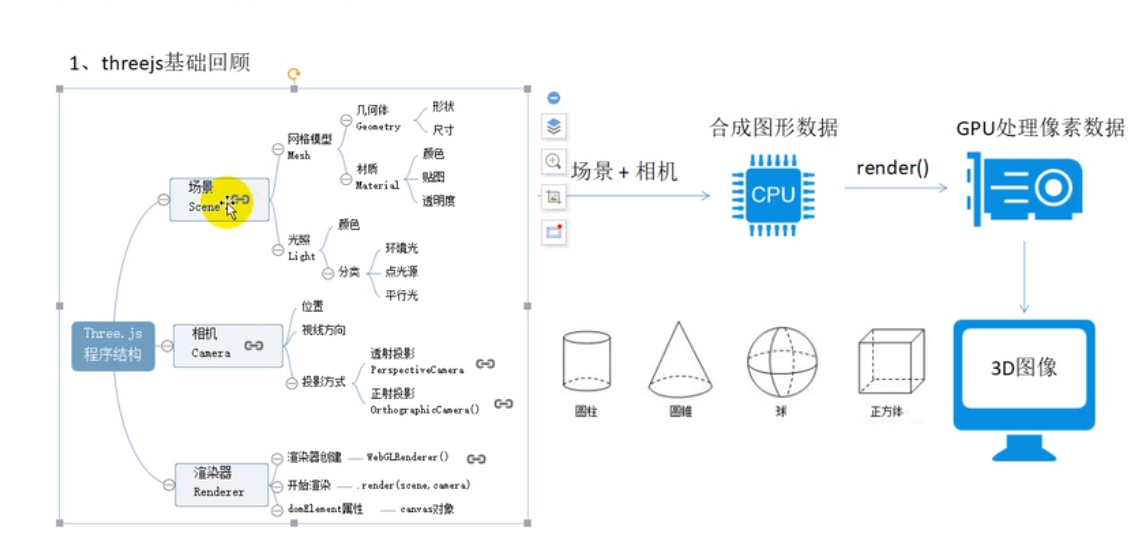 1、threejs基础回顾
Three.js
程序结构
场景
Scene
网格模型
Mesh
几何体
Geometry
形状
尺寸
材质
Material
颜色
贴图
透明度
光照
Light
颜色
分类
环境光
点光源
平行光
相机
Camera
位置
视线方向
投影方式
透射投影
PerspectiveCamera
正射投影
OrthographicCamera()
渲染器
Renderer
渲染器创建
WebGLRenderer()
开始渲染
.render(scene,camera)
domElement属性
canvas对象
场景 + 相机
合成图形数据
CPU
render()
GPU处理像素数据
3D图像
圆柱
圆锥
球
正方体